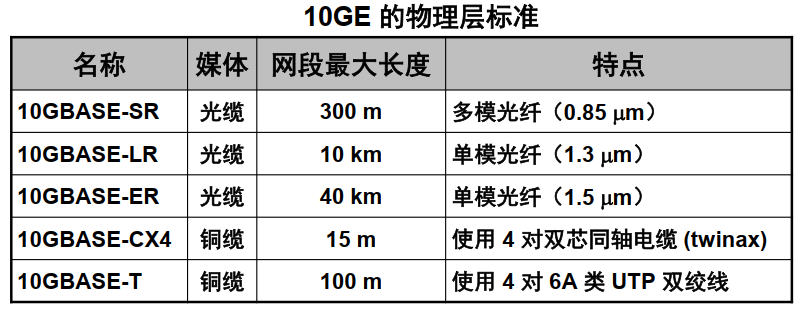 10GE 的物理层标准
名称 媒体 网段最大长度 特点
10GBASE-SR 光缆 300 m 多模光纤（0.85 μm）
10GBASE-LR 光缆 10 km 单模光纤（1.3 μm）
10GBASE-ER 光缆 40 km 单模光纤（1.5 μm）
10GBASE-CX4 铜缆 15 m 使用 4 对双芯同轴电缆 (twinax)
10GBASE-T 铜缆 100 m 使用 4 对 6A 类 UTP 双绞线